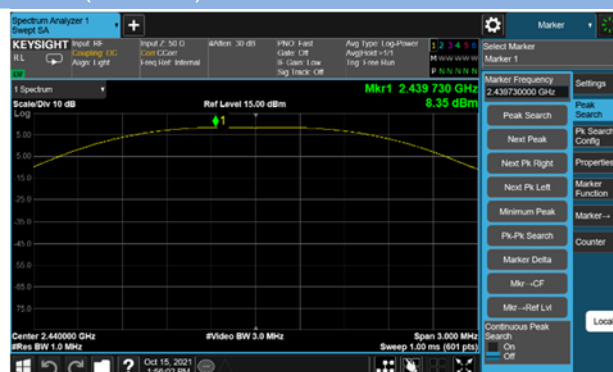 Spectrum Analyzer 1
Swept SA
Marker
KEYSIGHT
RL
Input: RF
Coupling: DC
Align: Light
Input Z: 50 Ω
Corr CCorr
Freq Ref: Internal
#Atten: 30 dB
PNO: Fast
Gate: Off
IF Gain: Low
Sig Track: Off
Avg Type: Log-Power
Avg|Hold: >1/1
Trig: Free Run
1 2 3 4 5 6
M W W W W W
P N N N N N
Select Marker
Marker 1
1 Spectrum
Scale/Div 10 dB
Log
Ref Level 15.00 dBm
Mkr1 2.439 730 GHz
8.35 dBm
1
5.00
-5.00
-15.0
-25.0
-35.0
-45.0
-55.0
-65.0
-75.0
Center 2.440000 GHz
#Res BW 1.0 MHz
#Video BW 3.0 MHz
Span 3.000 MHz
Sweep 1.00 ms (601 pts)
Marker Frequency
2.439730000 GHz
Peak Search
Next Peak
Next Pk Right
Next Pk Left
Minimum Peak
Pk-Pk Search
Marker Delta
Mkr→CF
Mkr→Ref Lvl
Continuous Peak
Search
On
Off
Settings
Peak
Search
Pk Search
Config
Properties
Marker
Function
Marker→
Counter
Local
?
Oct 15, 2021
1:56:02 PM